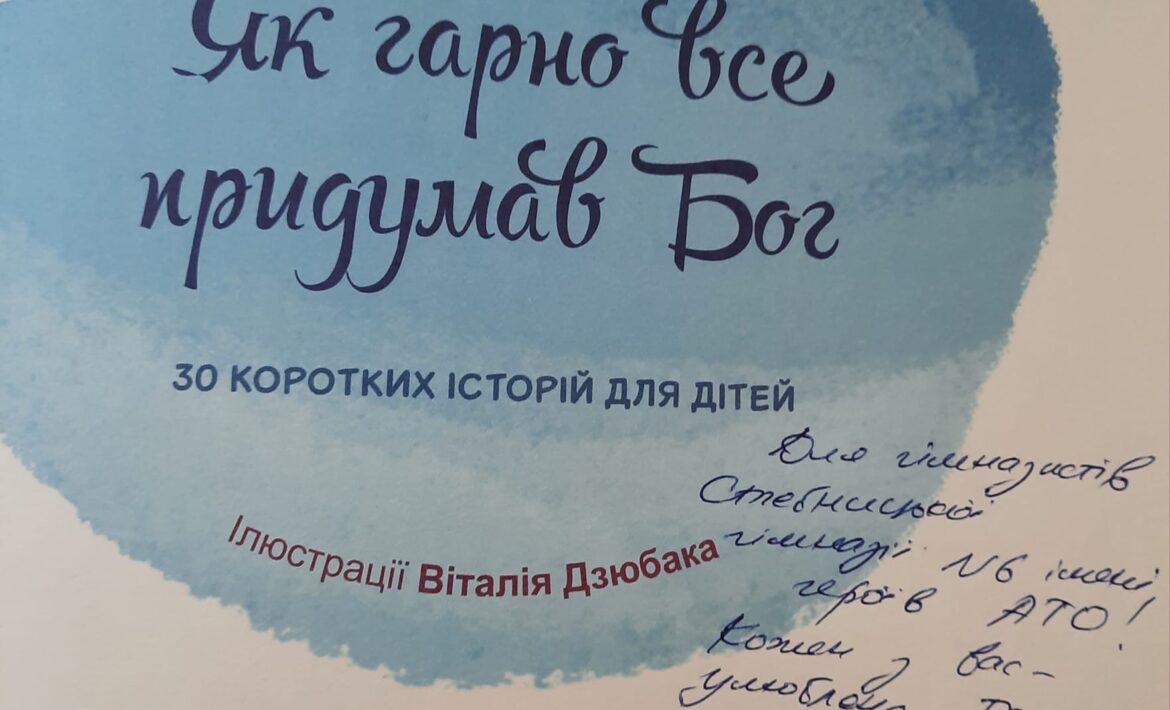 Як гарно все
придумав Бог
30 КОРОТКИХ ІСТОРІЙ ДЛЯ ДІТЕЙ
Ілюстрації Віталія Дзюбака
Для гімназистів
Стебницької
гімназії N6 імені
героїв АТО!
Кожен з вас-